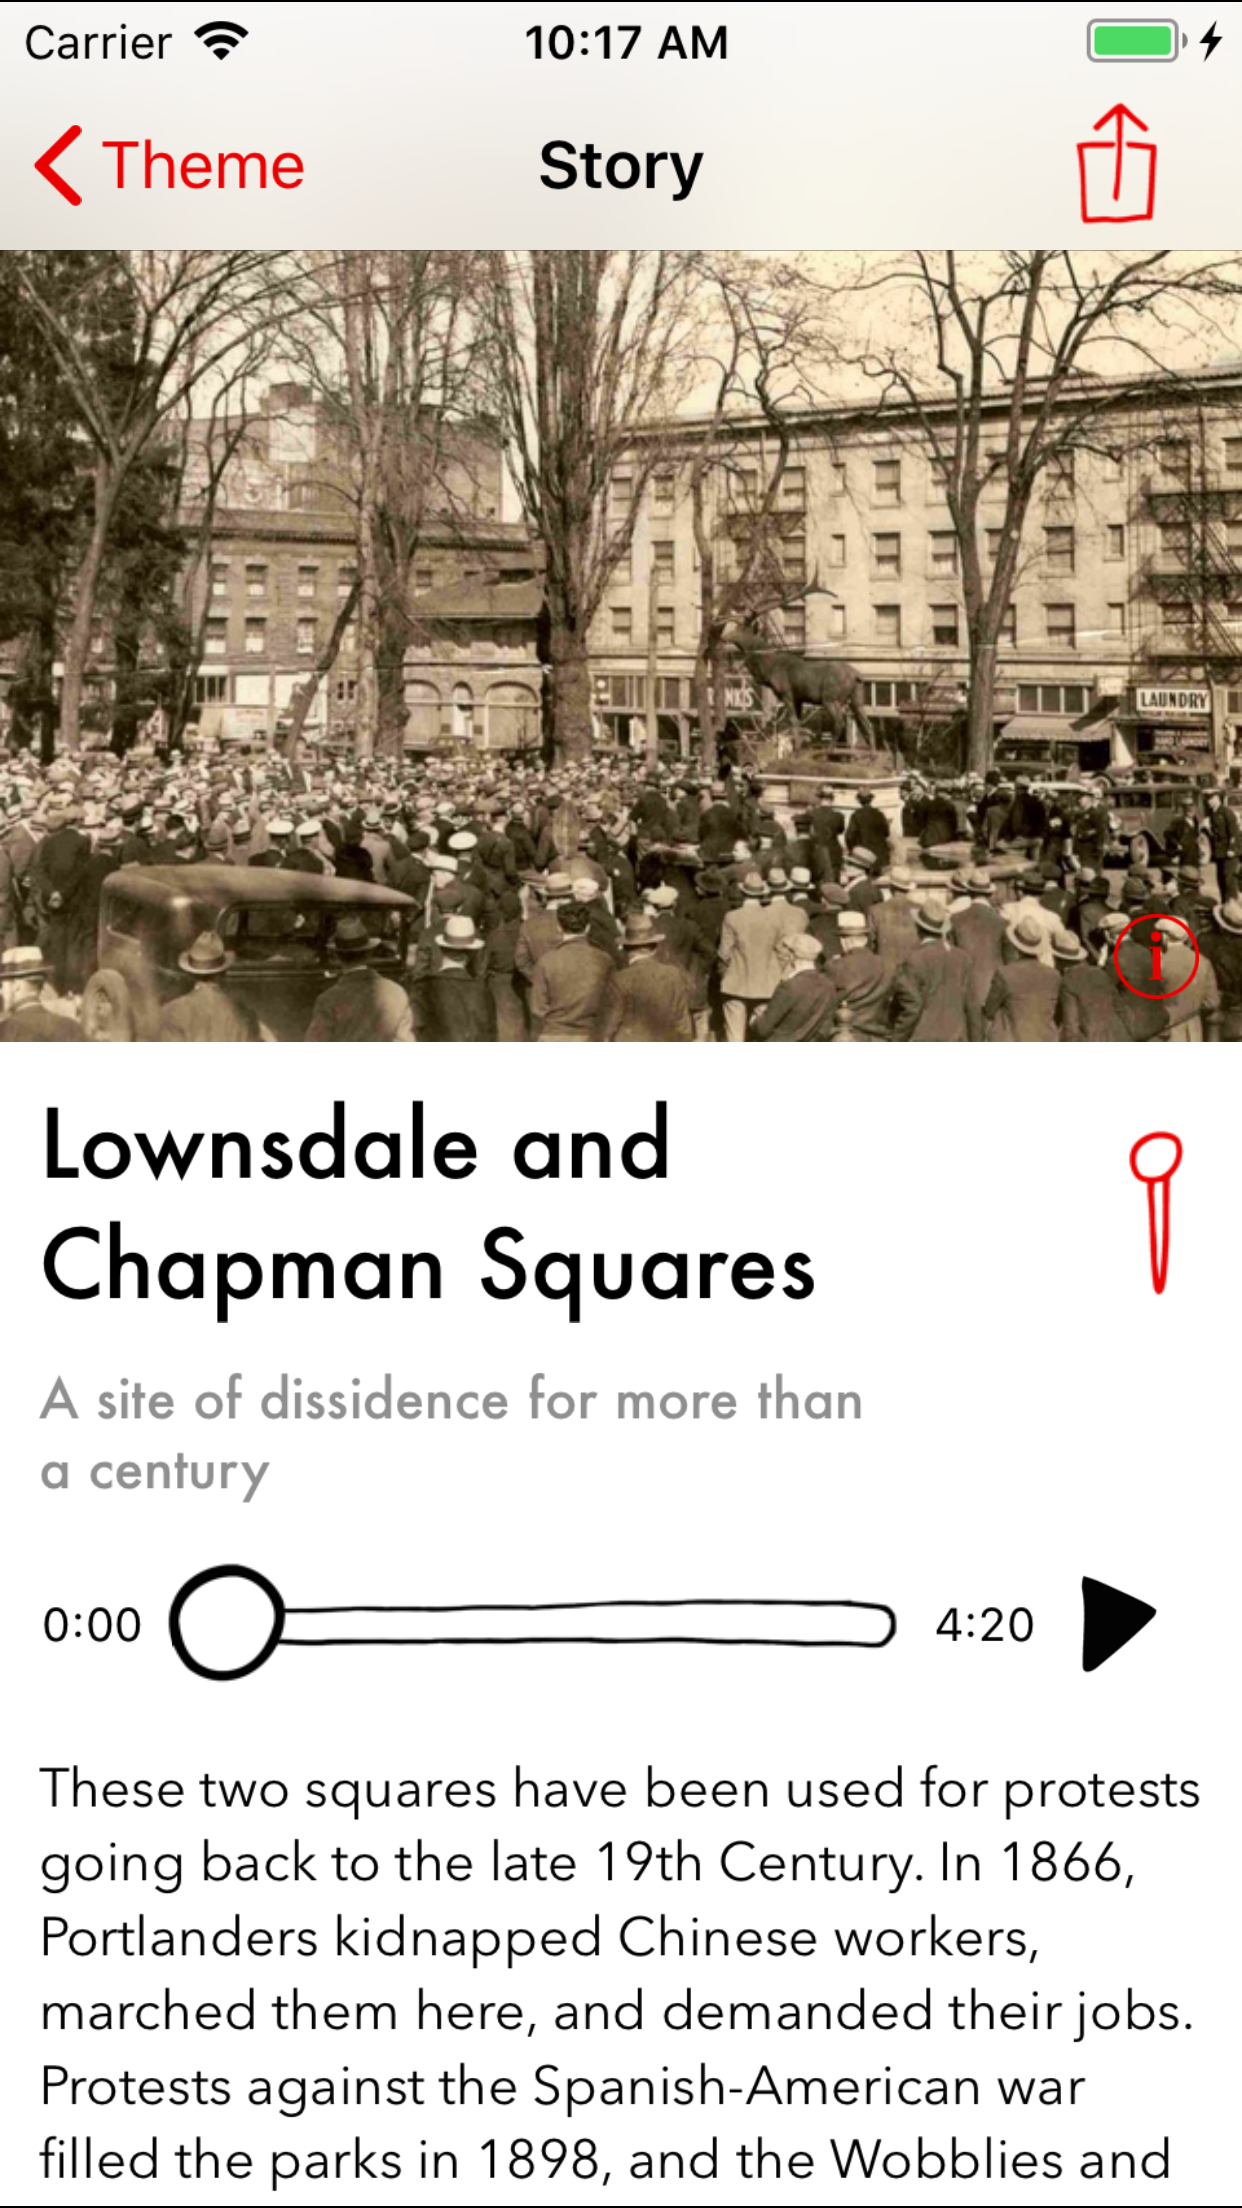 Carrier 10:17 AM
Theme Story
LAUNDRY
i
Lownsdale and
Chapman Squares
A site of dissidence for more than
a century
0:00 4:20
These two squares have been used for protests
going back to the late 19th Century. In 1866,
Portlanders kidnapped Chinese workers,
marched them here, and demanded their jobs.
Protests against the Spanish-American war
filled the parks in 1898, and the Wobblies and